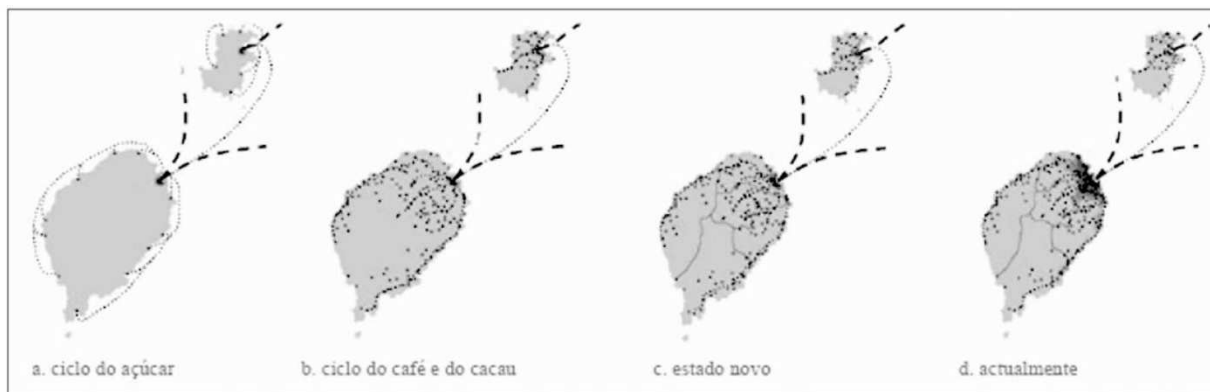 a. ciclo do açúcar
b. ciclo do café e do cacau
c. estado novo
d. actualmente